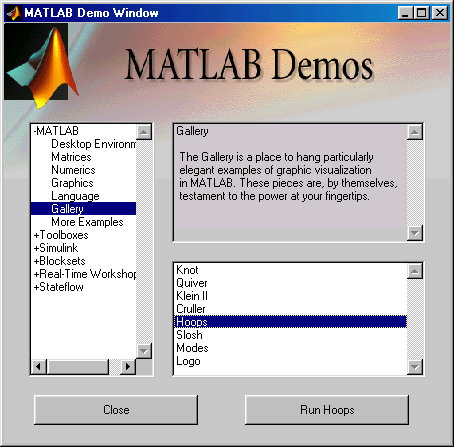 MATLAB Demo Window
MATLAB Demos
-MATLAB
Desktop Environm
Matrices
Numerics
Graphics
Language
Gallery
More Examples
+Toolboxes
+Simulink
+Blocksets
+Real-Time Workshop
+Stateflow
Gallery
The Gallery is a place to hang particularly
elegant examples of graphic visualization
in MATLAB. These pieces are, by themselves,
testament to the power at your fingertips.
Knot
Quiver
Klein II
Cruller
Hoops
Slosh
Modes
Logo
Close
Run Hoops